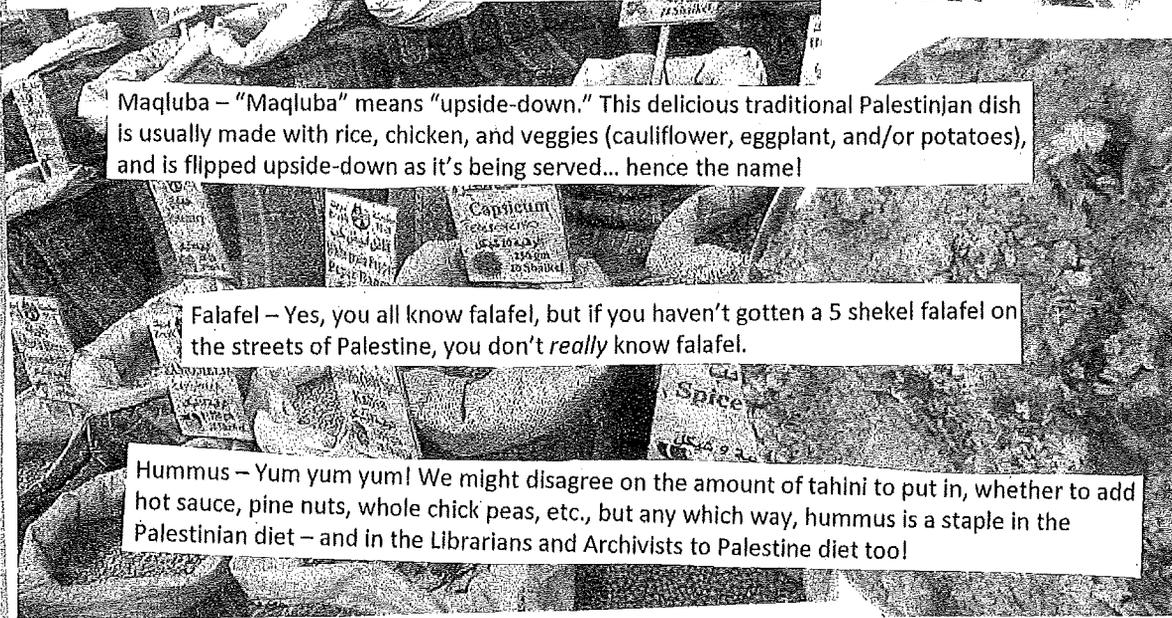 Maqluba – “Maqluba” means “upside-down.” This delicious traditional Palestinian dish
is usually made with rice, chicken, and veggies (cauliflower, eggplant, and/or potatoes),
and is flipped upside-down as it’s being served... hence the name!
Capsicum
10 Shaikel
Falafel – Yes, you all know falafel, but if you haven’t gotten a 5 shekel falafel on
the streets of Palestine, you don’t really know falafel.
Spice
Hummus – Yum yum yum! We might disagree on the amount of tahini to put in, whether to add
hot sauce, pine nuts, whole chick peas, etc., but any which way, hummus is a staple in the
Palestinian diet – and in the Librarians and Archivists to Palestine diet too!